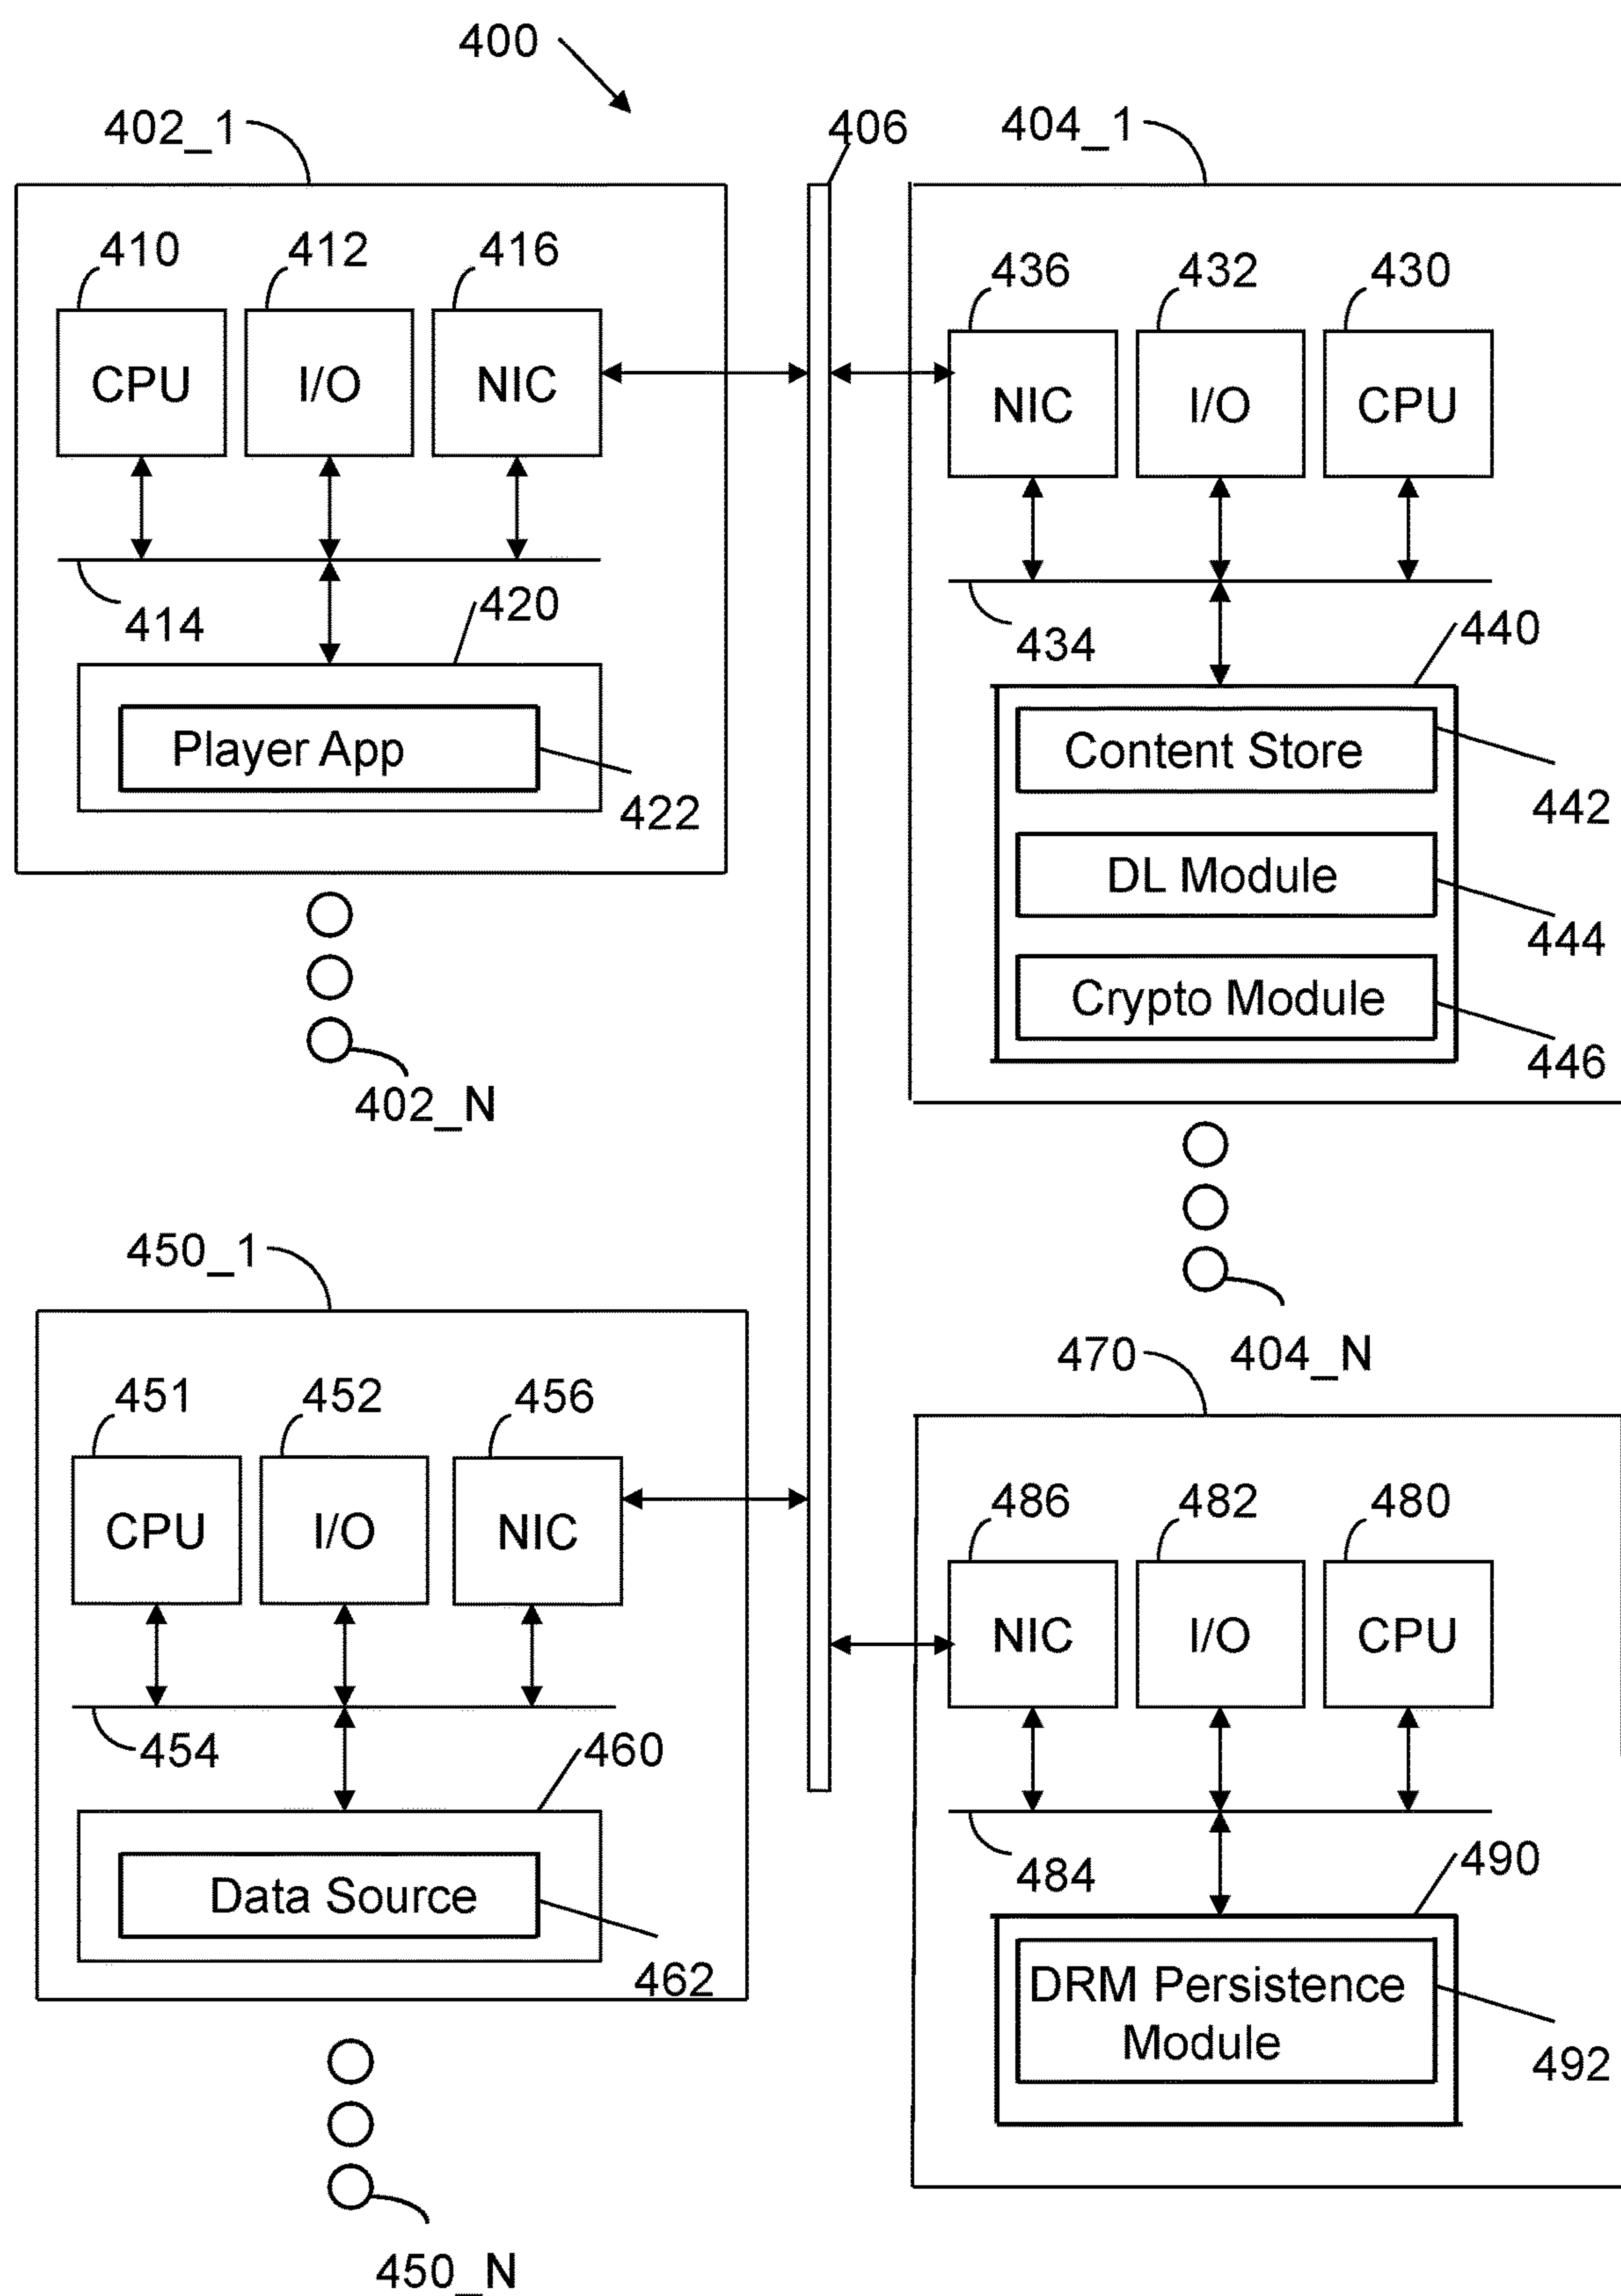 400
402_1
406
404_1
410
412
416
436
432
430
CPU
I/O
NIC
NIC
I/O
CPU
414
420
434
440
Player App
422
Content Store
442
DL Module
444
Crypto Module
446
402_N
450_1
404_N
470
451
452
456
486
482
480
CPU
I/O
NIC
NIC
I/O
CPU
454
460
484
490
Data Source
462
DRM Persistence
Module
492
450_N